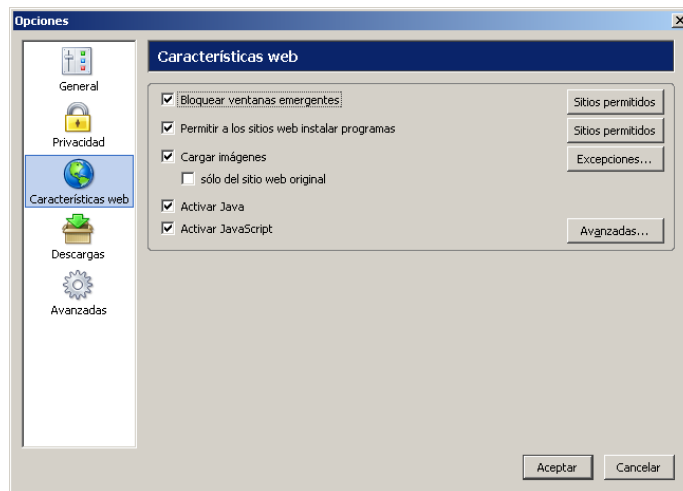 Opciones
General
Privacidad
Características web
Descargas
Avanzadas
Características web
Bloquear ventanas emergentes
Sitios permitidos
Permitir a los sitios web instalar programas
Sitios permitidos
Cargar imágenes
Excepciones...
sólo del sitio web original
Activar Java
Activar JavaScript
Avanzadas...
Aceptar
Cancelar